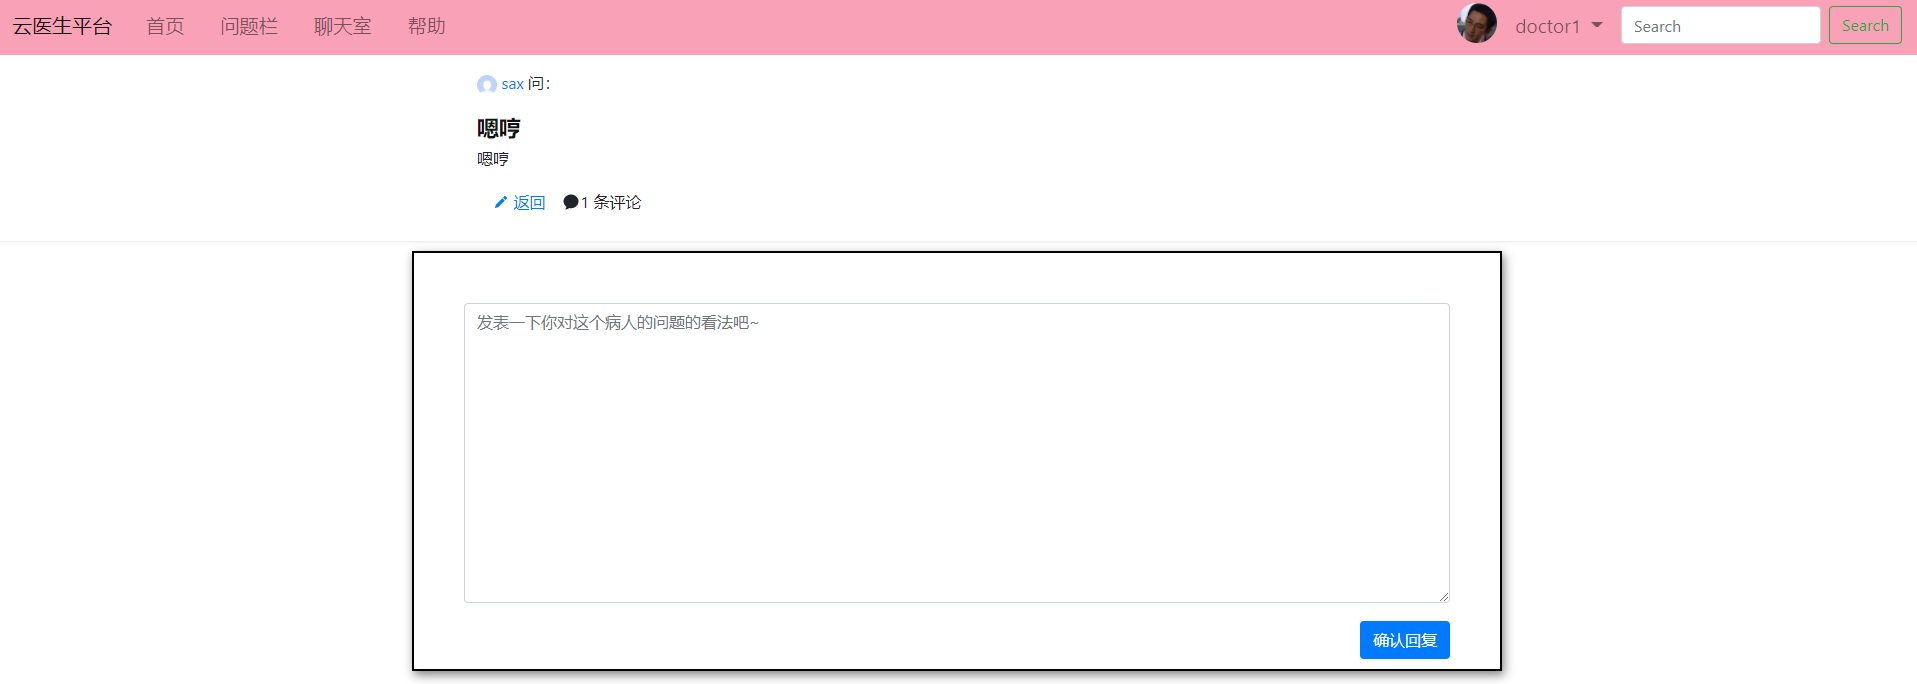 云医生平台 首页 问题栏 聊天室 帮助 doctor1 Search Search
sax 问：
嗯哼
嗯哼
返回 1 条评论
发表一下你对这个病人的问题的看法吧~
确认回复